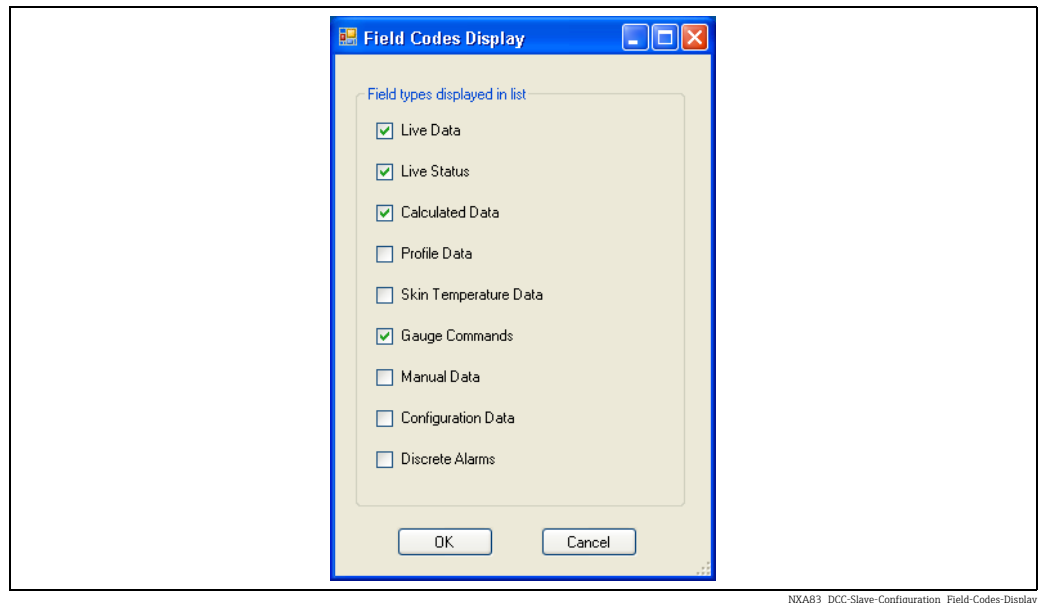 Field Codes Display
Field types displayed in list
Live Data
Live Status
Calculated Data
Profile Data
Skin Temperature Data
Gauge Commands
Manual Data
Configuration Data
Discrete Alarms
OK
Cancel
NXA83_DCC-Slave-Configuration_Field-Codes-Display